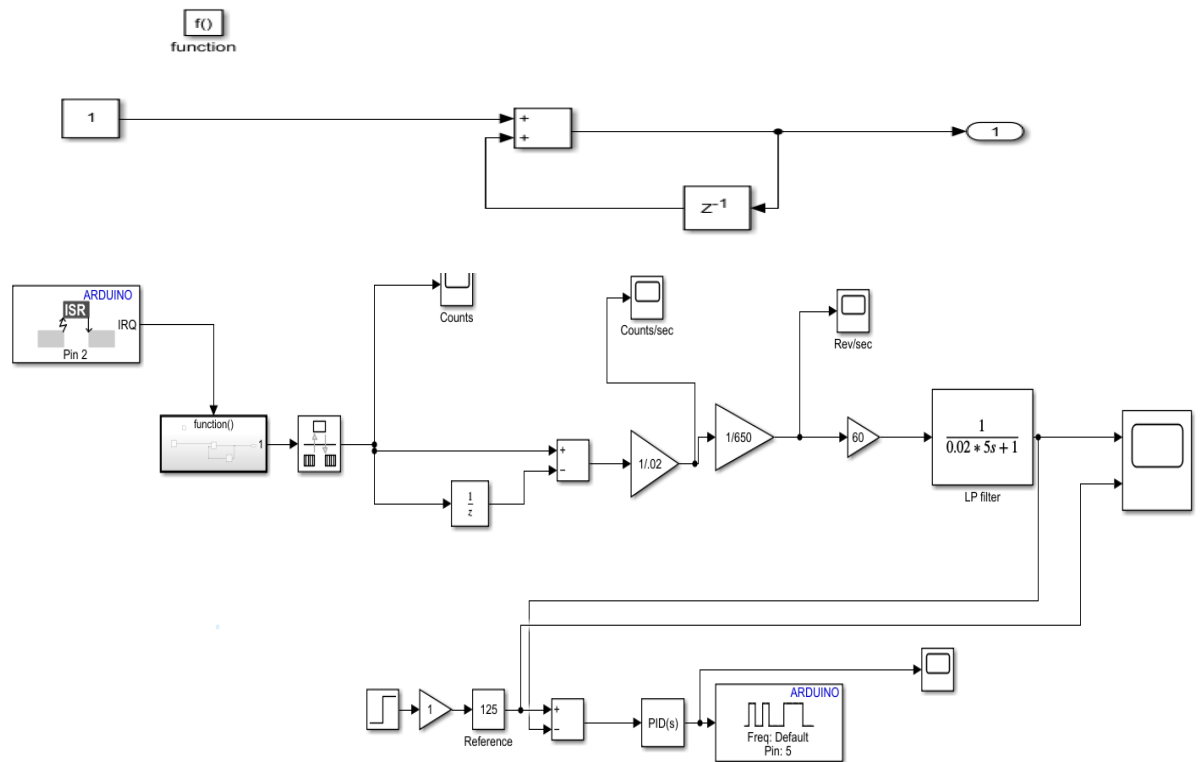 f()
function
1
+
+
1
Z-1
ARDUINO
ISR
IRQ
Pin 2
Counts
Counts/sec
Rev/sec
function()
1
+
−
1/.02
1/650
60
1
0.02 * 5s + 1
LP filter
1
z
1
125
Reference
+
−
PID(s)
ARDUINO
Freq: Default
Pin: 5